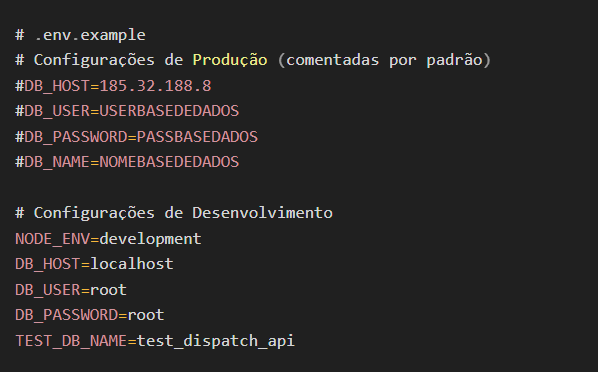 # .env.example
# Configurações de Produção (comentadas por padrão)
#DB_HOST=185.32.188.8
#DB_USER=USERBASEDEDADOS
#DB_PASSWORD=PASSBASEDADOS
#DB_NAME=NOMEBASEDEDADOS
# Configurações de Desenvolvimento
NODE_ENV=development
DB_HOST=localhost
DB_USER=root
DB_PASSWORD=root
TEST_DB_NAME=test_dispatch_api